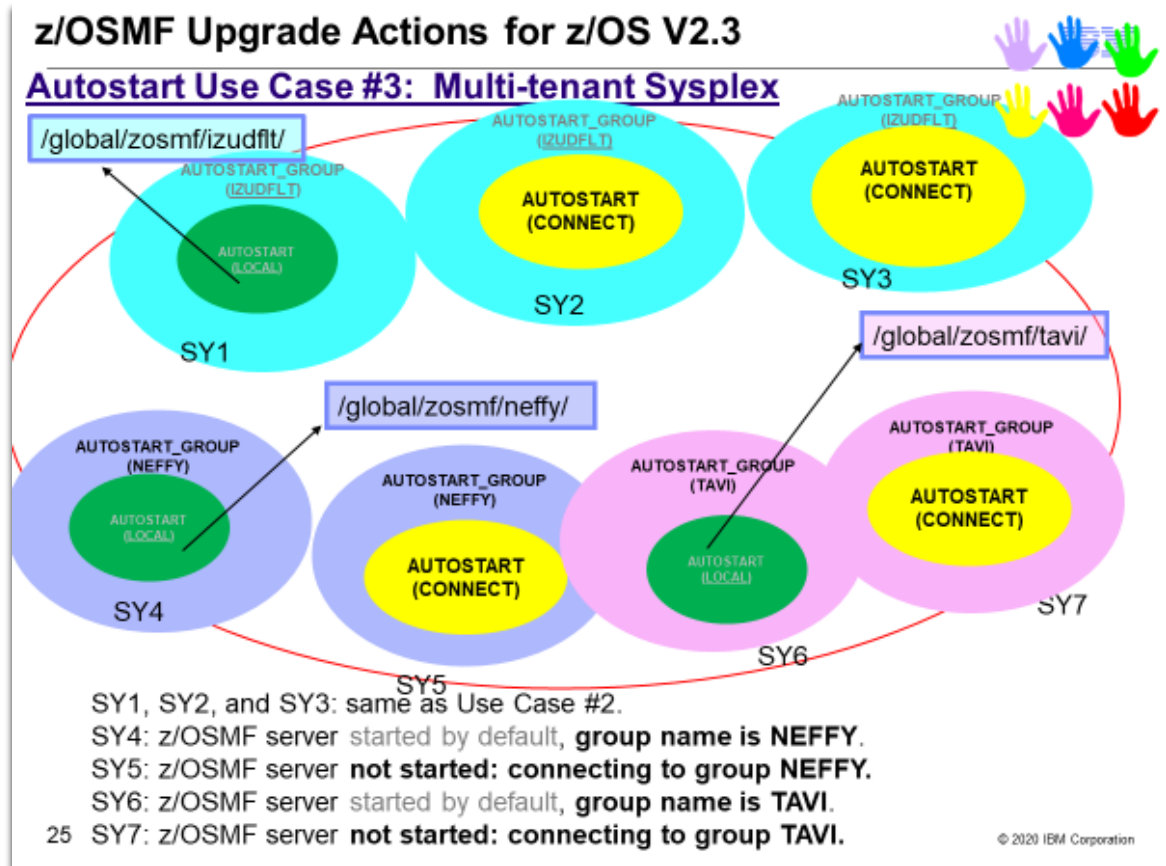 z/OSMF Upgrade Actions for z/OS V2.3
Autostart Use Case #3: Multi-tenant Sysplex
/global/zosmf/izudflt/
AUTOSTART_GROUP
(IZUDFLT)
AUTOSTART
(LOCAL)
SY1
AUTOSTART_GROUP
(IZUDFLT)
AUTOSTART
(CONNECT)
SY2
AUTOSTART_GROUP
(IZUDFLT)
AUTOSTART
(CONNECT)
SY3
/global/zosmf/tavi/
/global/zosmf/neffy/
AUTOSTART_GROUP
(NEFFY)
AUTOSTART
(LOCAL)
SY4
AUTOSTART_GROUP
(NEFFY)
AUTOSTART
(CONNECT)
SY5
AUTOSTART_GROUP
(TAVI)
AUTOSTART
(LOCAL)
SY6
AUTOSTART_GROUP
(TAVI)
AUTOSTART
(CONNECT)
SY7
SY1, SY2, and SY3: same as Use Case #2.
SY4: z/OSMF server started by default, group name is NEFFY.
SY5: z/OSMF server not started: connecting to group NEFFY.
SY6: z/OSMF server started by default, group name is TAVI.
25 SY7: z/OSMF server not started: connecting to group TAVI.
© 2020 IBM Corporation